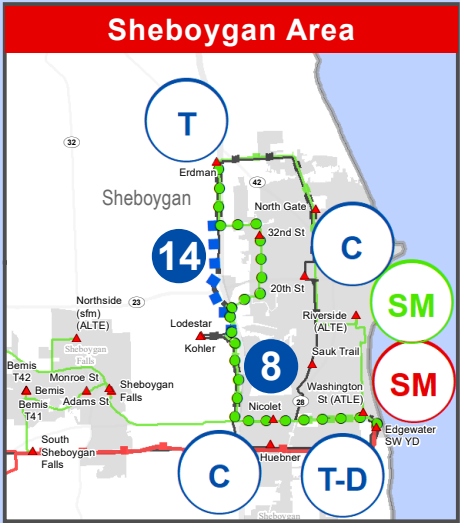 Sheboygan Area
T
32
Erdman
Sheboygan
42
North Gate
32nd St
14
C
20th St
23
Northside
(sfm)
(ALTE)
SM
Lodestar
Riverside
(ALTE)
Sheboygan
Falls
Kohler
8
Sauk Trail
Bemis
T42
Monroe St
Bemis
Adams St
Sheboygan
Falls
SM
Washington
St (ATLE)
Bemis
T41
Nicolet
28
Edgewater
SW YD
South
Sheboygan
Falls
C
Huebner
T-D
Sheboygan